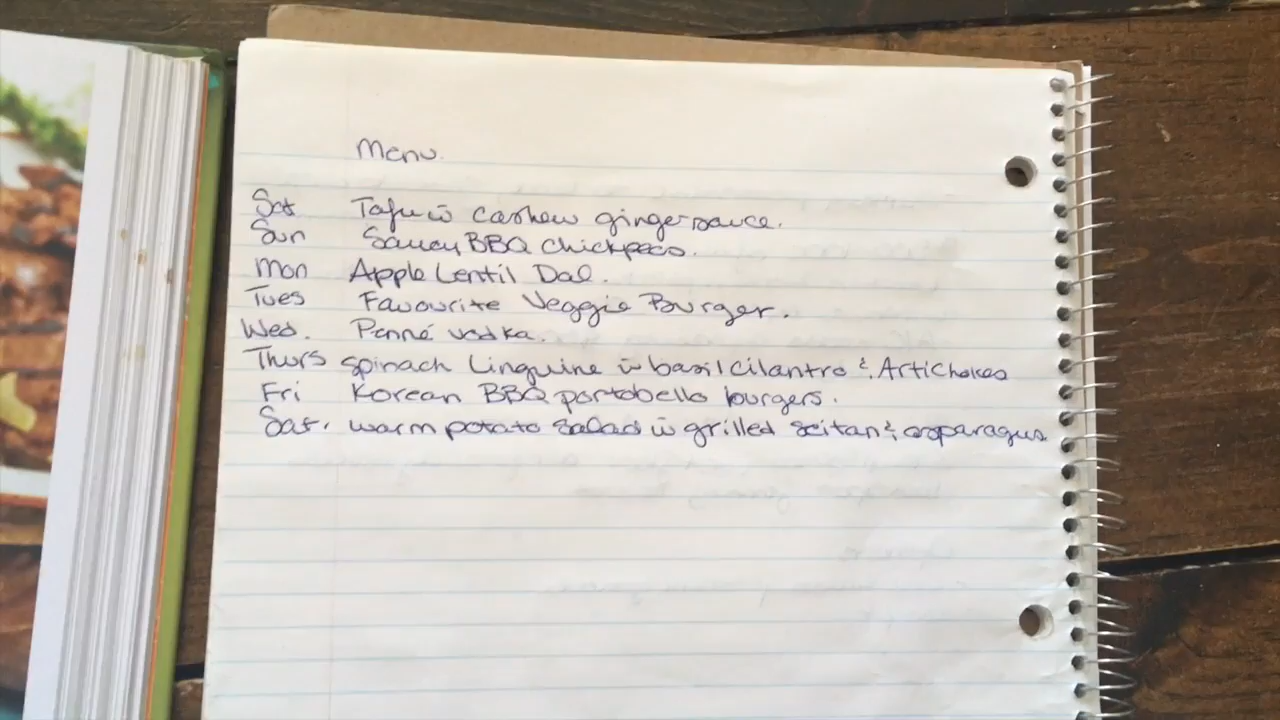 Menu.
Sat Tofu w̄ cashew ginger sauce.
Sun Saucy BBQ Chickpeas.
Mon Apple Lentil Dal.
Tues Favourite Veggie Burger.
Wed. Penné vodka.
Thurs spinach Linguine w̄ basil cilantro & Artichokes
Fri Korean BBQ portobello burgers.
Sat. warm potato salad w̄ grilled seitan & asparagus